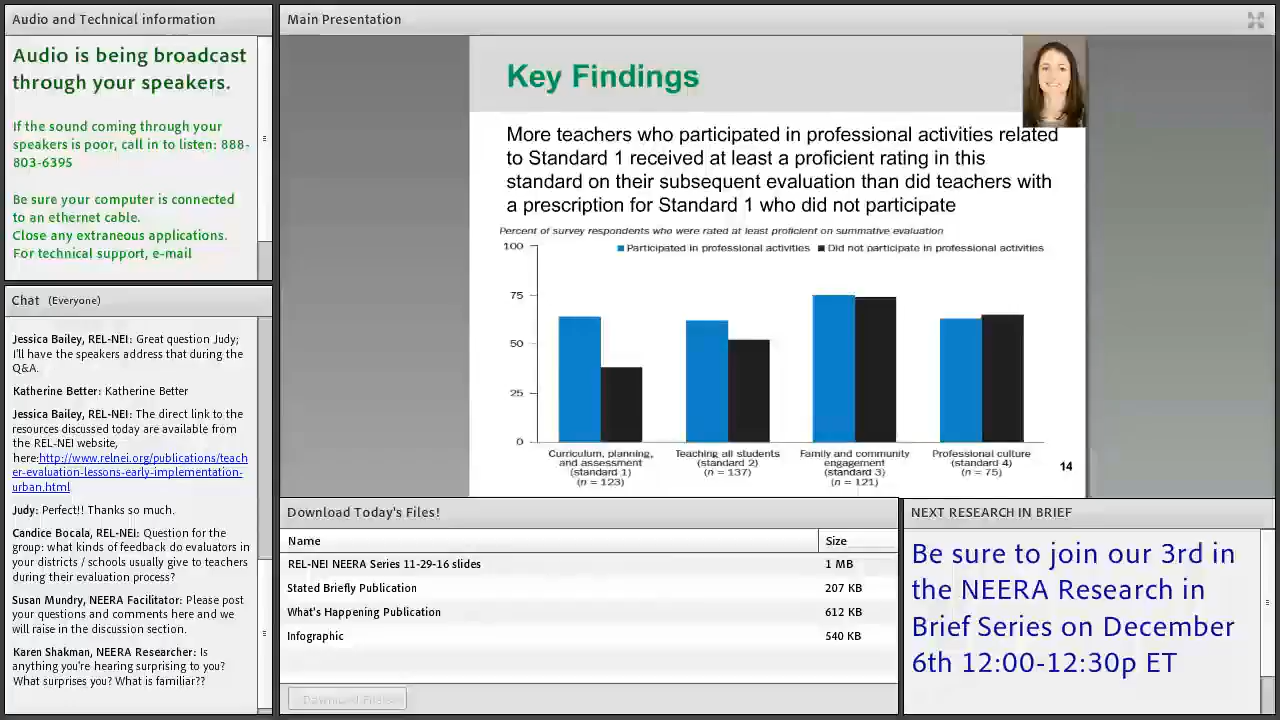 Audio and Technical information
Audio is being broadcast
through your speakers.
If the sound coming through your
speakers is poor, call in to listen: 888-
803-6395
Be sure your computer is connected
to an ethernet cable.
Close any extraneous applications.
For technical support, e-mail
Chat (Everyone)
Jessica Bailey, REL-NEI: Great question Judy;
I'll have the speakers address that during the
Q&A.
Katherine Better: Katherine Better
Jessica Bailey, REL-NEI: The direct link to the
resources discussed today are available from
the REL-NEI website,
here:http://www.relnei.org/publications/teach
er-evaluation-lessons-early-implementation-
urban.html
Judy: Perfect!! Thanks so much.
Candice Bocala, REL-NEI: Question for the
group: what kinds of feedback do evaluators in
your districts / schools usually give to teachers
during their evaluation process?
Susan Mundry, NEERA Facilitator: Please post
your questions and comments here and we
will raise in the discussion section.
Karen Shakman, NEERA Researcher: Is
anything you're hearing surprising to you?
What surprises you? What is familiar??
Main Presentation
Key Findings
More teachers who participated in professional activities related
to Standard 1 received at least a proficient rating in this
standard on their subsequent evaluation than did teachers with
a prescription for Standard 1 who did not participate
Percent of survey respondents who were rated at least proficient on summative evaluation
Participated in professional activities Did not participate in professional activities
100
75
50
25
0
Curriculum, planning,
and assessment
(standard 1)
(n = 123)
Teaching all students
(standard 2)
(n = 137)
Family and community
engagement
(standard 3)
(n = 121)
Professional culture
(standard 4)
(n = 75)
14
Download Today's Files!
Name Size
REL-NEI NEERA Series 11-29-16 slides 1 MB
Stated Briefly Publication 207 KB
What's Happening Publication 612 KB
Infographic 540 KB
Download File(s)
NEXT RESEARCH IN BRIEF
Be sure to join our 3rd in
the NEERA Research in
Brief Series on December
6th 12:00-12:30p ET